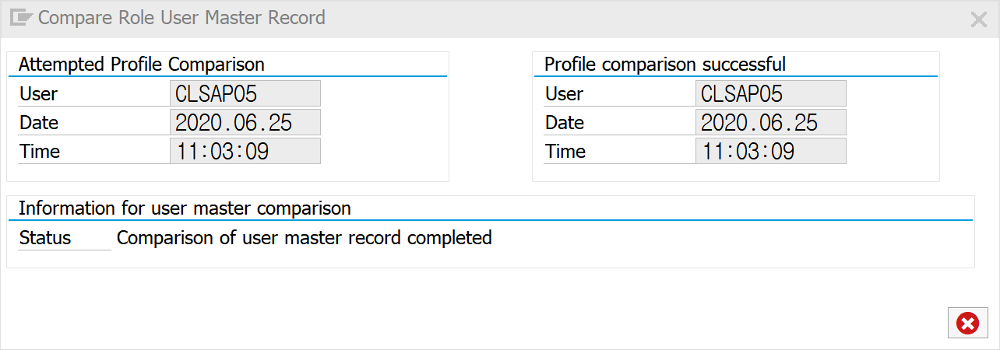 Compare Role User Master Record
Attempted Profile Comparison
User CLSAP05
Date 2020.06.25
Time 11:03:09
Profile comparison successful
User CLSAP05
Date 2020.06.25
Time 11:03:09
Information for user master comparison
Status Comparison of user master record completed